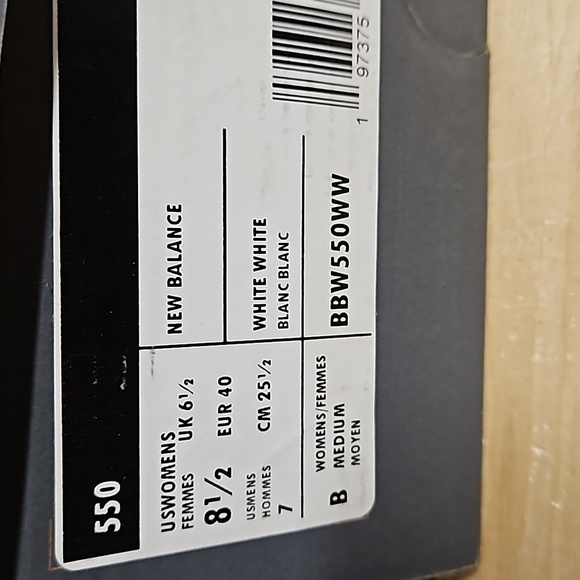 550
USWOMENS
FEMMES UK 6½
8½ EUR 40
USMENS
HOMMES CM 25½
7
NEW BALANCE
WHITE WHITE
BLANC BLANC
WOMENS/FEMMES
B MEDIUM
MOYEN
BBW550WW
1 97375